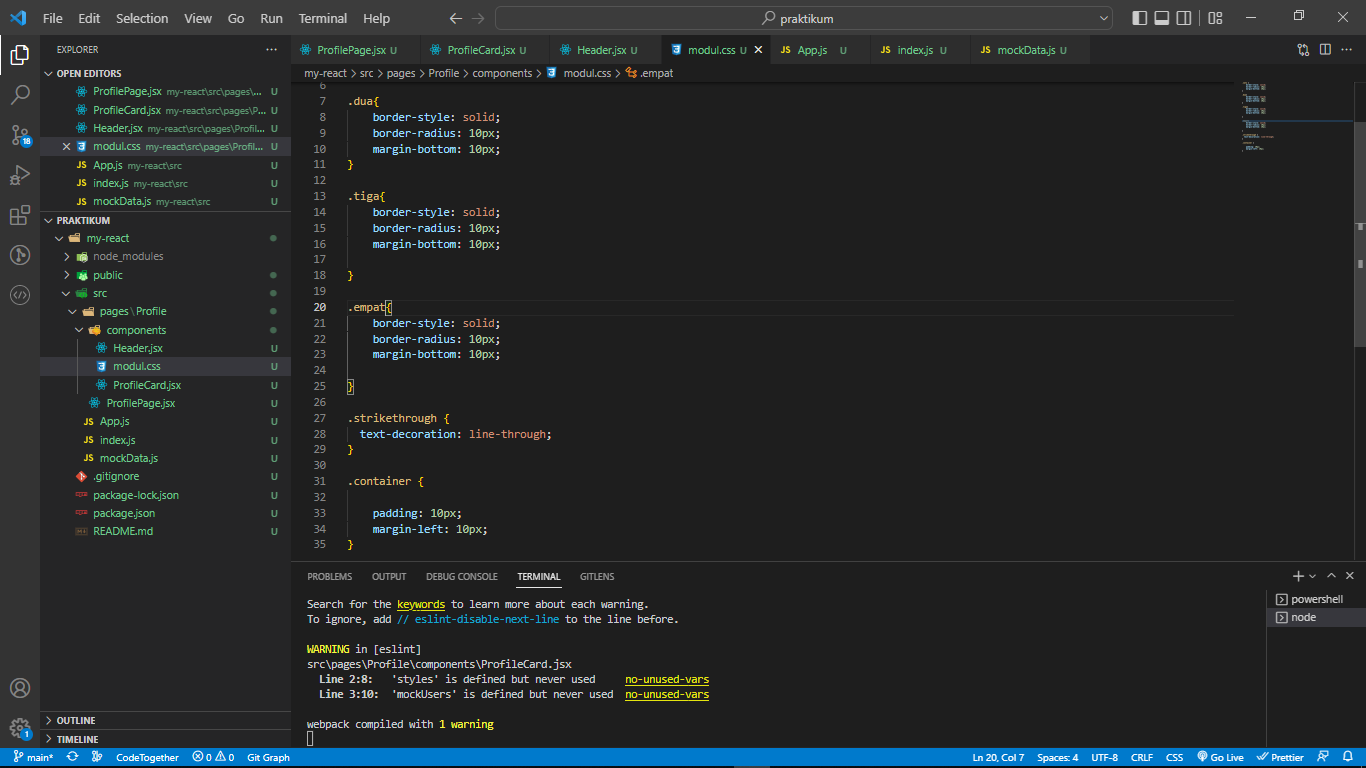 File Edit Selection View Go Run Terminal Help
praktikum
EXPLORER
OPEN EDITORS
ProfilePage.jsx my-react\src\pages\... U
ProfileCard.jsx my-react\src\pages\P... U
Header.jsx my-react\src\pages\Profil... U
modul.css my-react\src\pages\Profil... U
JS App.js my-react\src U
JS index.js my-react\src U
JS mockData.js my-react\src U
PRAKTIKUM
my-react
node_modules
public
src
pages \ Profile
components
Header.jsx U
modul.css U
ProfileCard.jsx U
ProfilePage.jsx U
JS App.js U
JS index.js U
JS mockData.js U
.gitignore U
package-lock.json U
package.json U
README.md U
OUTLINE
TIMELINE
18
1
ProfilePage.jsx U ProfileCard.jsx U Header.jsx U modul.css U JS App.js U JS index.js U JS mockData.js U
my-react > src > pages > Profile > components > modul.css > .empat
6
7 .dua{
8 border-style: solid;
9 border-radius: 10px;
10 margin-bottom: 10px;
11 }
12
13 .tiga{
14 border-style: solid;
15 border-radius: 10px;
16 margin-bottom: 10px;
17
18 }
19
20 .empat{
21 border-style: solid;
22 border-radius: 10px;
23 margin-bottom: 10px;
24
25 }
26
27 .strikethrough {
28 text-decoration: line-through;
29 }
30
31 .container {
32
33 padding: 10px;
34 margin-left: 10px;
35 }
PROBLEMS OUTPUT DEBUG CONSOLE TERMINAL GITLENS
Search for the keywords to learn more about each warning.
To ignore, add // eslint-disable-next-line to the line before.
WARNING in [eslint]
src\pages\Profile\components\ProfileCard.jsx
Line 2:8: 'styles' is defined but never used no-unused-vars
Line 3:10: 'mockUsers' is defined but never used no-unused-vars
webpack compiled with 1 warning
powershell
node
main* CodeTogether 0 0 Git Graph Ln 20, Col 7 Spaces: 4 UTF-8 CRLF CSS Go Live Prettier